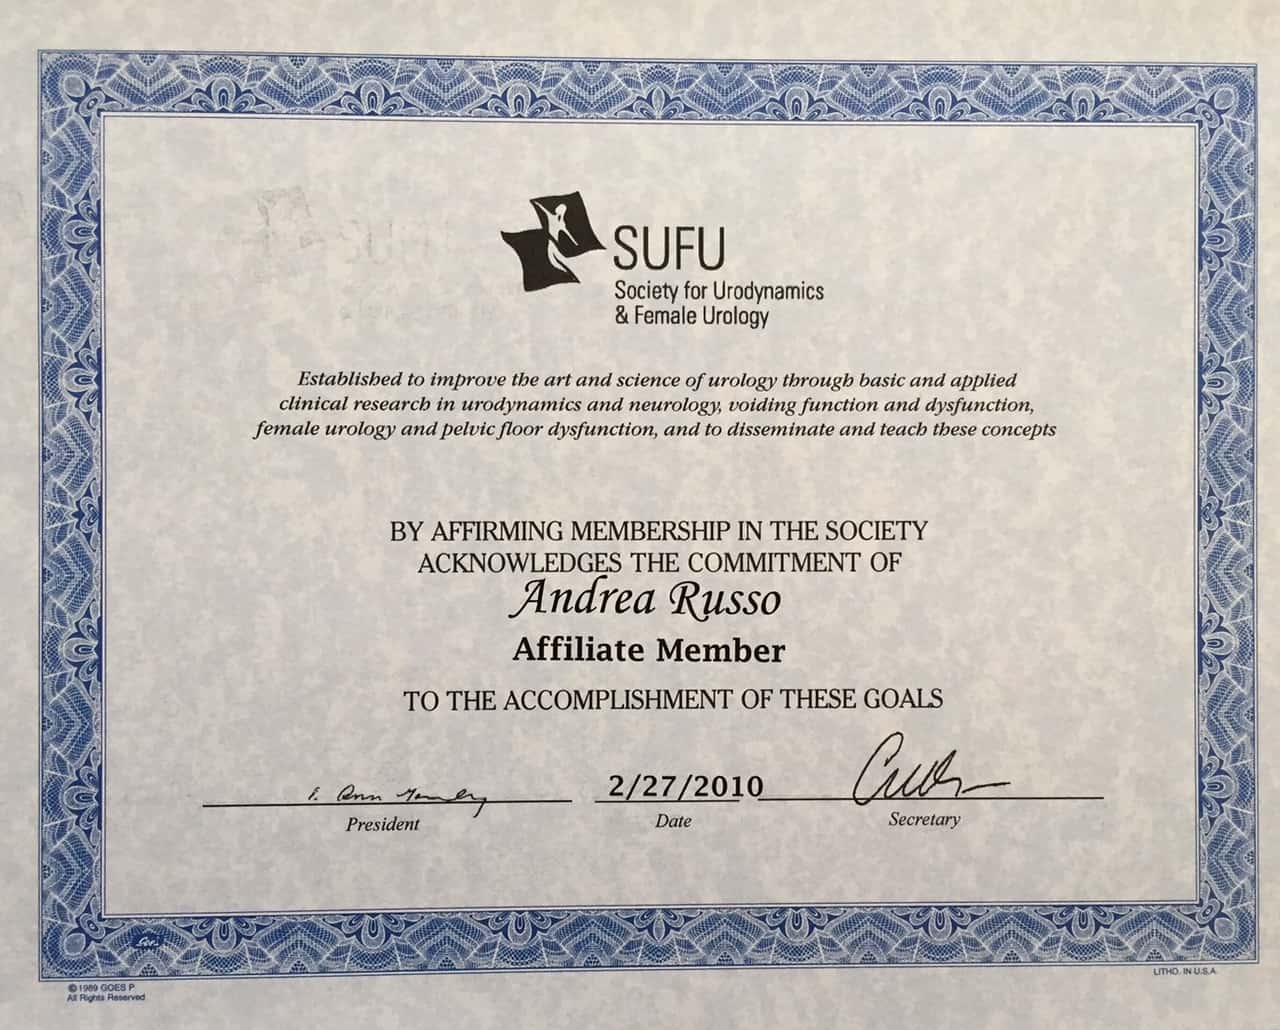 SUFU
Society for Urodynamics
& Female Urology
Established to improve the art and science of urology through basic and applied
clinical research in urodynamics and neurology, voiding function and dysfunction,
female urology and pelvic floor dysfunction, and to disseminate and teach these concepts
BY AFFIRMING MEMBERSHIP IN THE SOCIETY
ACKNOWLEDGES THE COMMITMENT OF
Andrea Russo
Affiliate Member
TO THE ACCOMPLISHMENT OF THESE GOALS
2/27/2010
President
Date
Secretary
Goes
LITHO. IN U.S.A.
© 1989 GOES P
All Rights Reserved